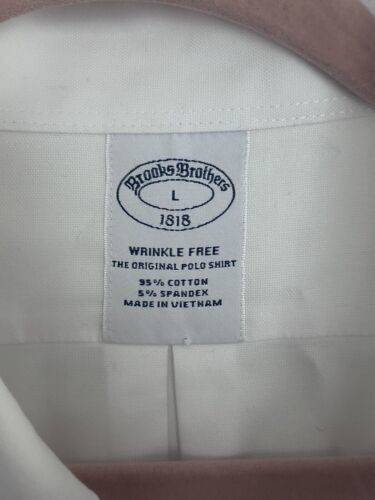 Brooks Brothers
L
1818
WRINKLE FREE
THE ORIGINAL POLO SHIRT
95% COTTON
5% SPANDEX
MADE IN VIETNAM